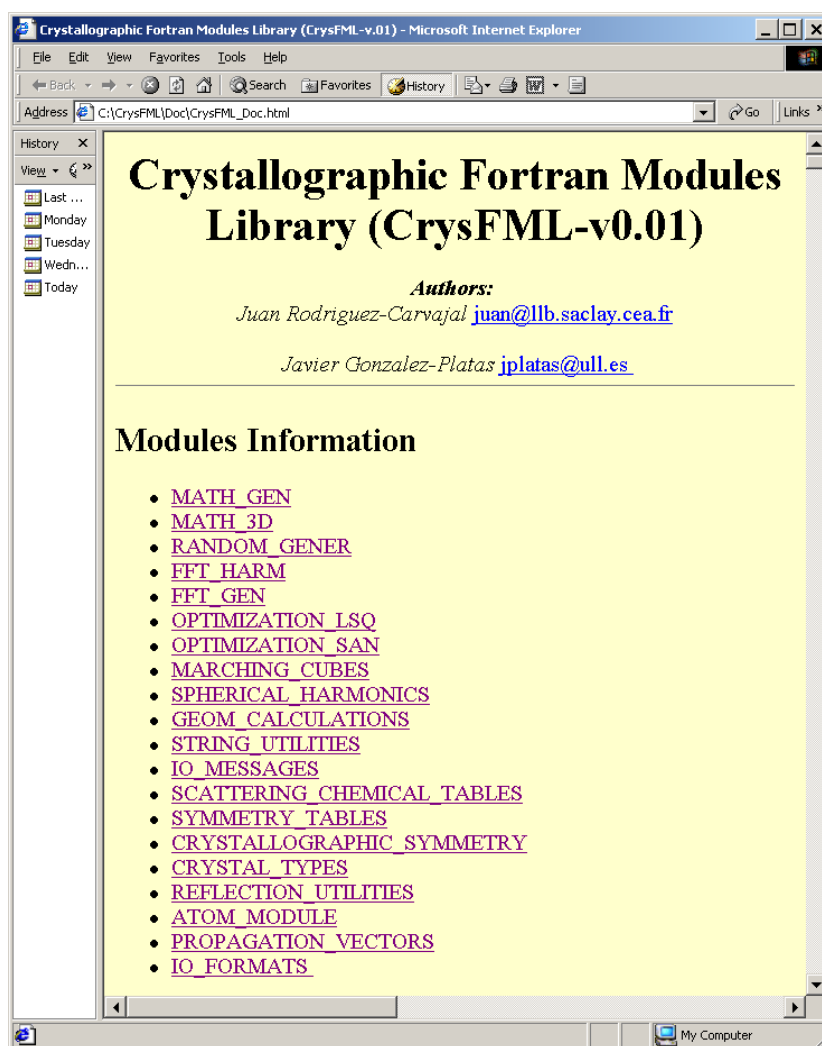 Crystallographic Fortran Modules Library (CrysFML-v.01) - Microsoft Internet Explorer
File Edit View Favorites Tools Help
Back Search Favorites History
Address C:\CrysFML\Doc\CrysFML_Doc.html Go Links »
History X
View »
Last ...
Monday
Tuesday
Wedn...
Today
Crystallographic Fortran Modules
Library (CrysFML-v0.01)
Authors:
Juan Rodriguez-Carvajal juan@llb.saclay.cea.fr
Javier Gonzalez-Platas jplatas@ull.es
Modules Information
• MATH_GEN
• MATH_3D
• RANDOM_GENER
• FFT_HARM
• FFT_GEN
• OPTIMIZATION_LSQ
• OPTIMIZATION_SAN
• MARCHING_CUBES
• SPHERICAL_HARMONICS
• GEOM_CALCULATIONS
• STRING_UTILITIES
• IO_MESSAGES
• SCATTERING_CHEMICAL_TABLES
• SYMMETRY_TABLES
• CRYSTALLOGRAPHIC_SYMMETRY
• CRYSTAL_TYPES
• REFLECTION_UTILITIES
• ATOM_MODULE
• PROPAGATION_VECTORS
• IO_FORMATS
My Computer